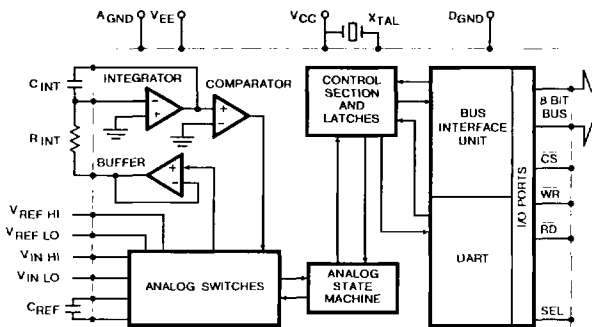 AGND VEE VCC XTAL DGND
CINT
INTEGRATOR
COMPARATOR
RINT
BUFFER
CONTROL
SECTION
AND
LATCHES
BUS
INTERFACE
UNIT
UART
I/O PORTS
8 BIT
BUS
CS
WR
RD
SEL
VREF HI
VREF LO
VIN HI
VIN LO
CREF
ANALOG SWITCHES
ANALOG
STATE
MACHINE